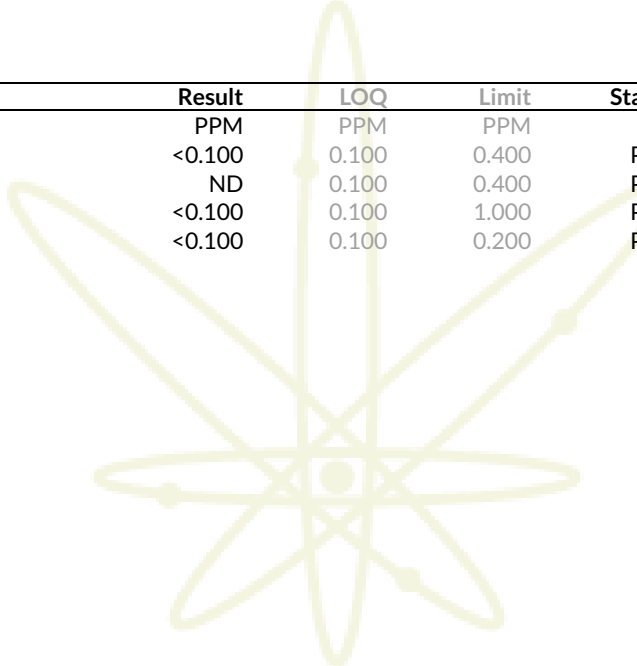 Result LOQ Limit Sta
PPM PPM PPM
<0.100 0.100 0.400 P
ND 0.100 0.400 P
<0.100 0.100 1.000 P
<0.100 0.100 0.200 P